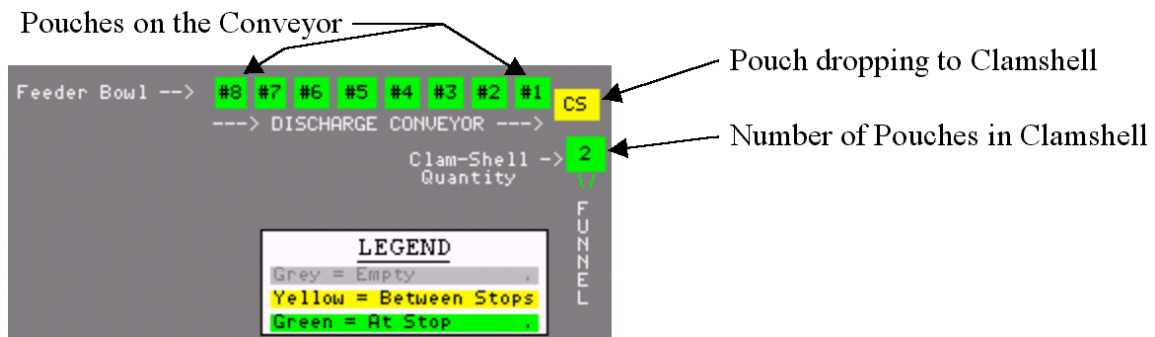 Pouches on the Conveyor
Pouch dropping to Clamshell
Feeder Bowl --> #8 #7 #6 #5 #4 #3 #2 #1 CS
---> DISCHARGE CONVEYOR --->
Number of Pouches in Clamshell
Clam-Shell -> 2
Quantity
\/
FUNNEL
LEGEND
Grey = Empty .
Yellow = Between Stops
Green = At Stop .